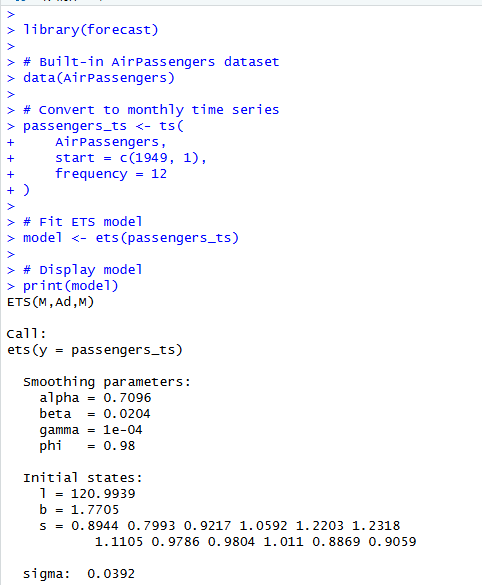 >
> library(forecast)
>
> # Built-in AirPassengers dataset
> data(AirPassengers)
>
> # Convert to monthly time series
> passengers_ts <- ts(
+     AirPassengers,
+     start = c(1949, 1),
+     frequency = 12
+ )
>
> # Fit ETS model
> model <- ets(passengers_ts)
>
> # Display model
> print(model)
ETS(M,Ad,M)

Call:
ets(y = passengers_ts)

  Smoothing parameters:
    alpha = 0.7096
    beta  = 0.0204
    gamma = 1e-04
    phi   = 0.98

  Initial states:
    l = 120.9939
    b = 1.7705
    s = 0.8944 0.7993 0.9217 1.0592 1.2203 1.2318
           1.1105 0.9786 0.9804 1.011 0.8869 0.9059

  sigma:  0.0392